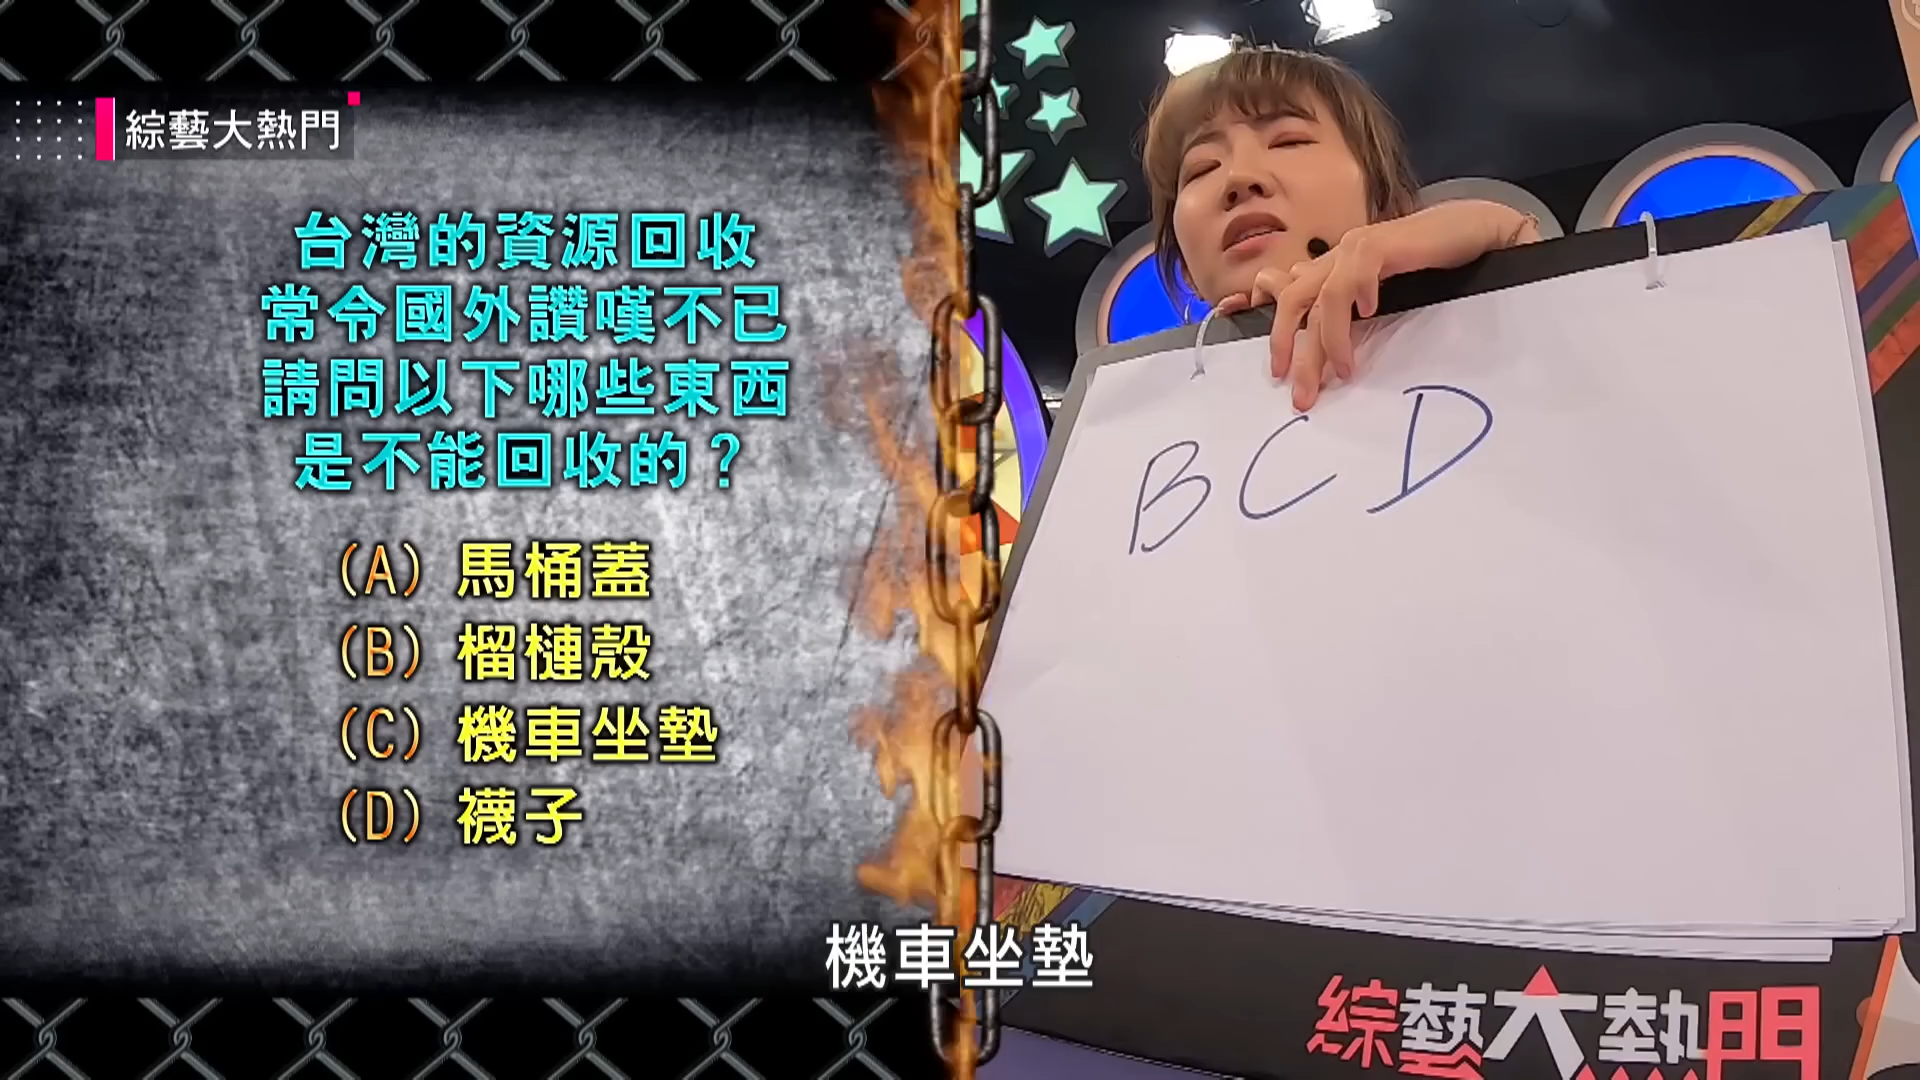 綜藝大熱門
台灣的資源回收
常令國外讚嘆不已
請問以下哪些東西
是不能回收的？
(A) 馬桶蓋
(B) 榴槤殼
(C) 機車坐墊
(D) 襪子
BCD
機車坐墊
綜藝大熱門